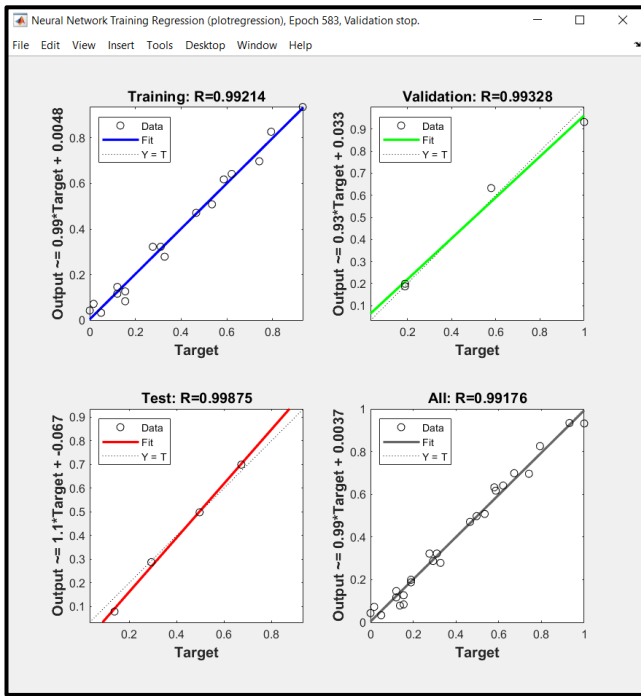 Neural Network Training Regression (plotregression), Epoch 583, Validation stop.
File Edit View Insert Tools Desktop Window Help
Training: R=0.99214
Output ~= 0.99*Target + 0.0048
Data
Fit
Y = T
0.8
0.6
0.4
0.2
0
0 0.2 0.4 0.6 0.8
Target
Validation: R=0.99328
Output ~= 0.93*Target + 0.033
Data
Fit
Y = T
0.9
0.8
0.7
0.6
0.5
0.4
0.3
0.2
0.1
0.2 0.4 0.6 0.8 1
Target
Test: R=0.99875
Output ~= 1.1*Target + -0.067
Data
Fit
Y = T
0.9
0.8
0.7
0.6
0.5
0.4
0.3
0.2
0.1
0.2 0.4 0.6 0.8
Target
All: R=0.99176
Output ~= 0.99*Target + 0.0037
Data
Fit
Y = T
1
0.8
0.6
0.4
0.2
0
0 0.2 0.4 0.6 0.8 1
Target